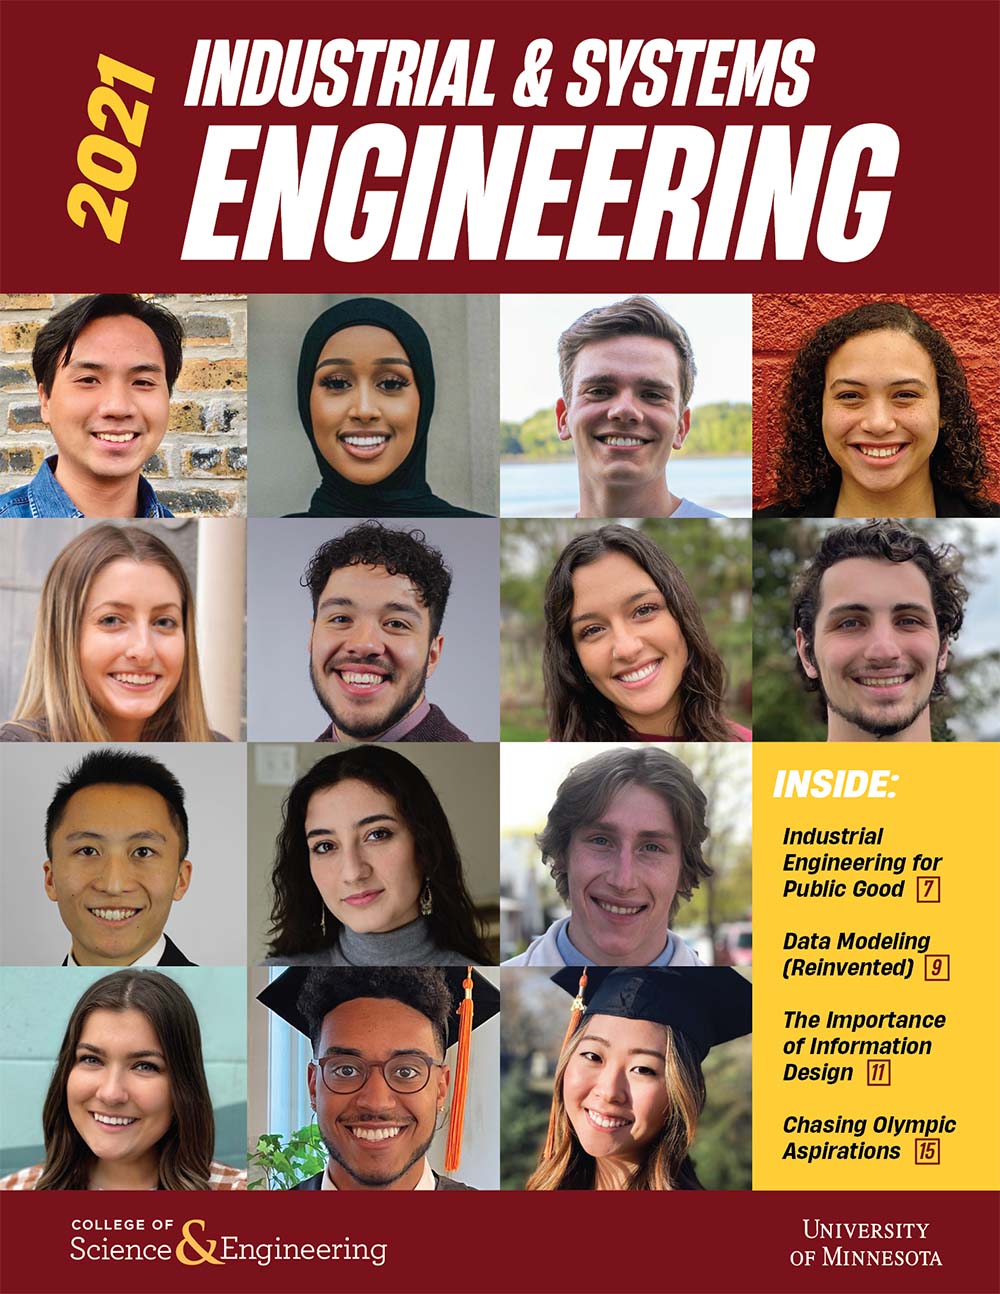 2021
INDUSTRIAL & SYSTEMS
ENGINEERING
INSIDE:
Industrial
Engineering for
Public Good 7
Data Modeling
(Reinvented) 9
The Importance
of Information
Design 11
Chasing Olympic
Aspirations 15
COLLEGE OF
Science & Engineering
UNIVERSITY
OF MINNESOTA